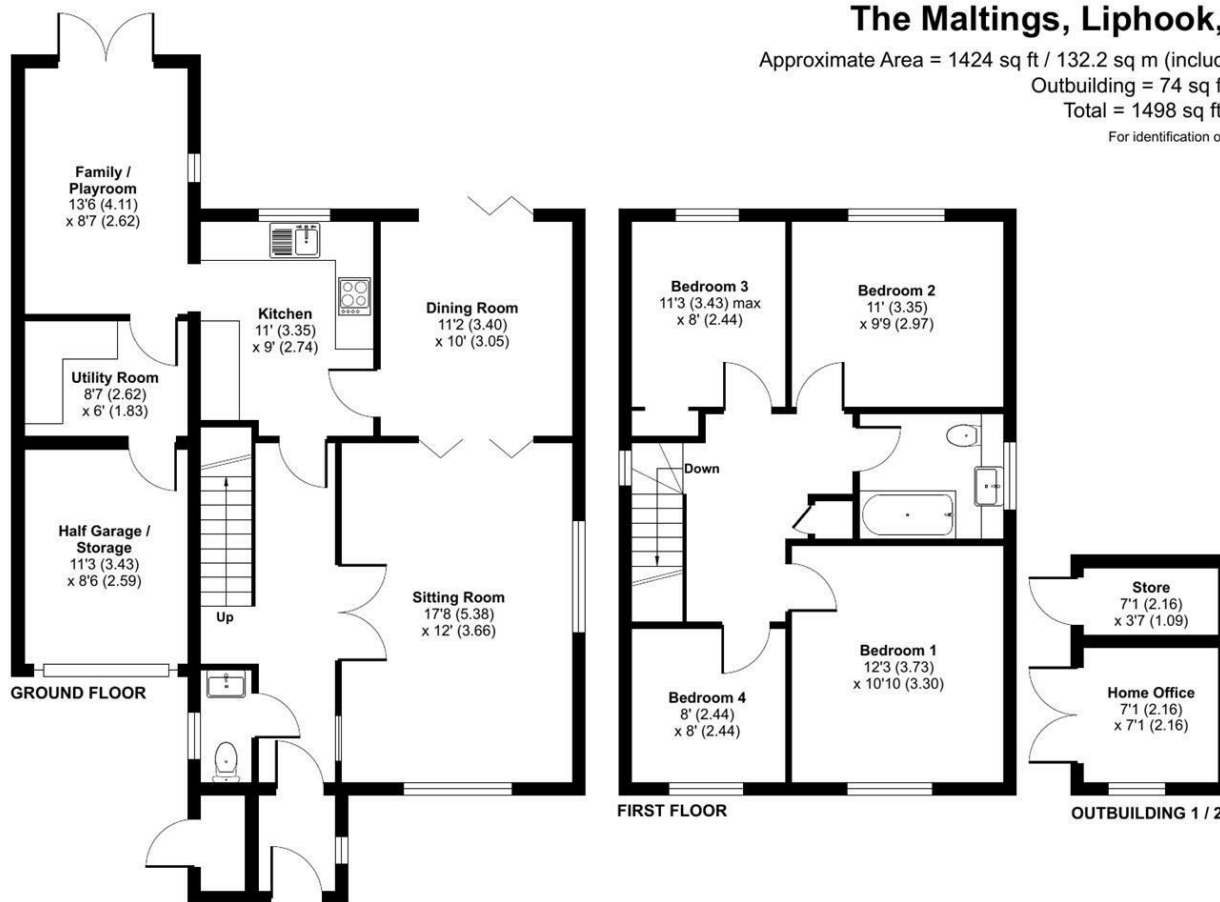 The Maltings, Liphook,
Approximate Area = 1424 sq ft / 132.2 sq m (includ
Outbuilding = 74 sq f
Total = 1498 sq ft
For identification o
Family /
Playroom
13'6 (4.11)
x 8'7 (2.62)
Kitchen
11' (3.35)
x 9' (2.74)
Dining Room
11'2 (3.40)
x 10' (3.05)
Utility Room
8'7 (2.62)
x 6' (1.83)
Half Garage /
Storage
11'3 (3.43)
x 8'6 (2.59)
Up
Sitting Room
17'8 (5.38)
x 12' (3.66)
GROUND FLOOR
Bedroom 3
11'3 (3.43) max
x 8' (2.44)
Bedroom 2
11' (3.35)
x 9'9 (2.97)
Down
Bedroom 1
12'3 (3.73)
x 10'10 (3.30)
Bedroom 4
8' (2.44)
x 8' (2.44)
FIRST FLOOR
Store
7'1 (2.16)
x 3'7 (1.09)
Home Office
7'1 (2.16)
x 7'1 (2.16)
OUTBUILDING 1 / 2